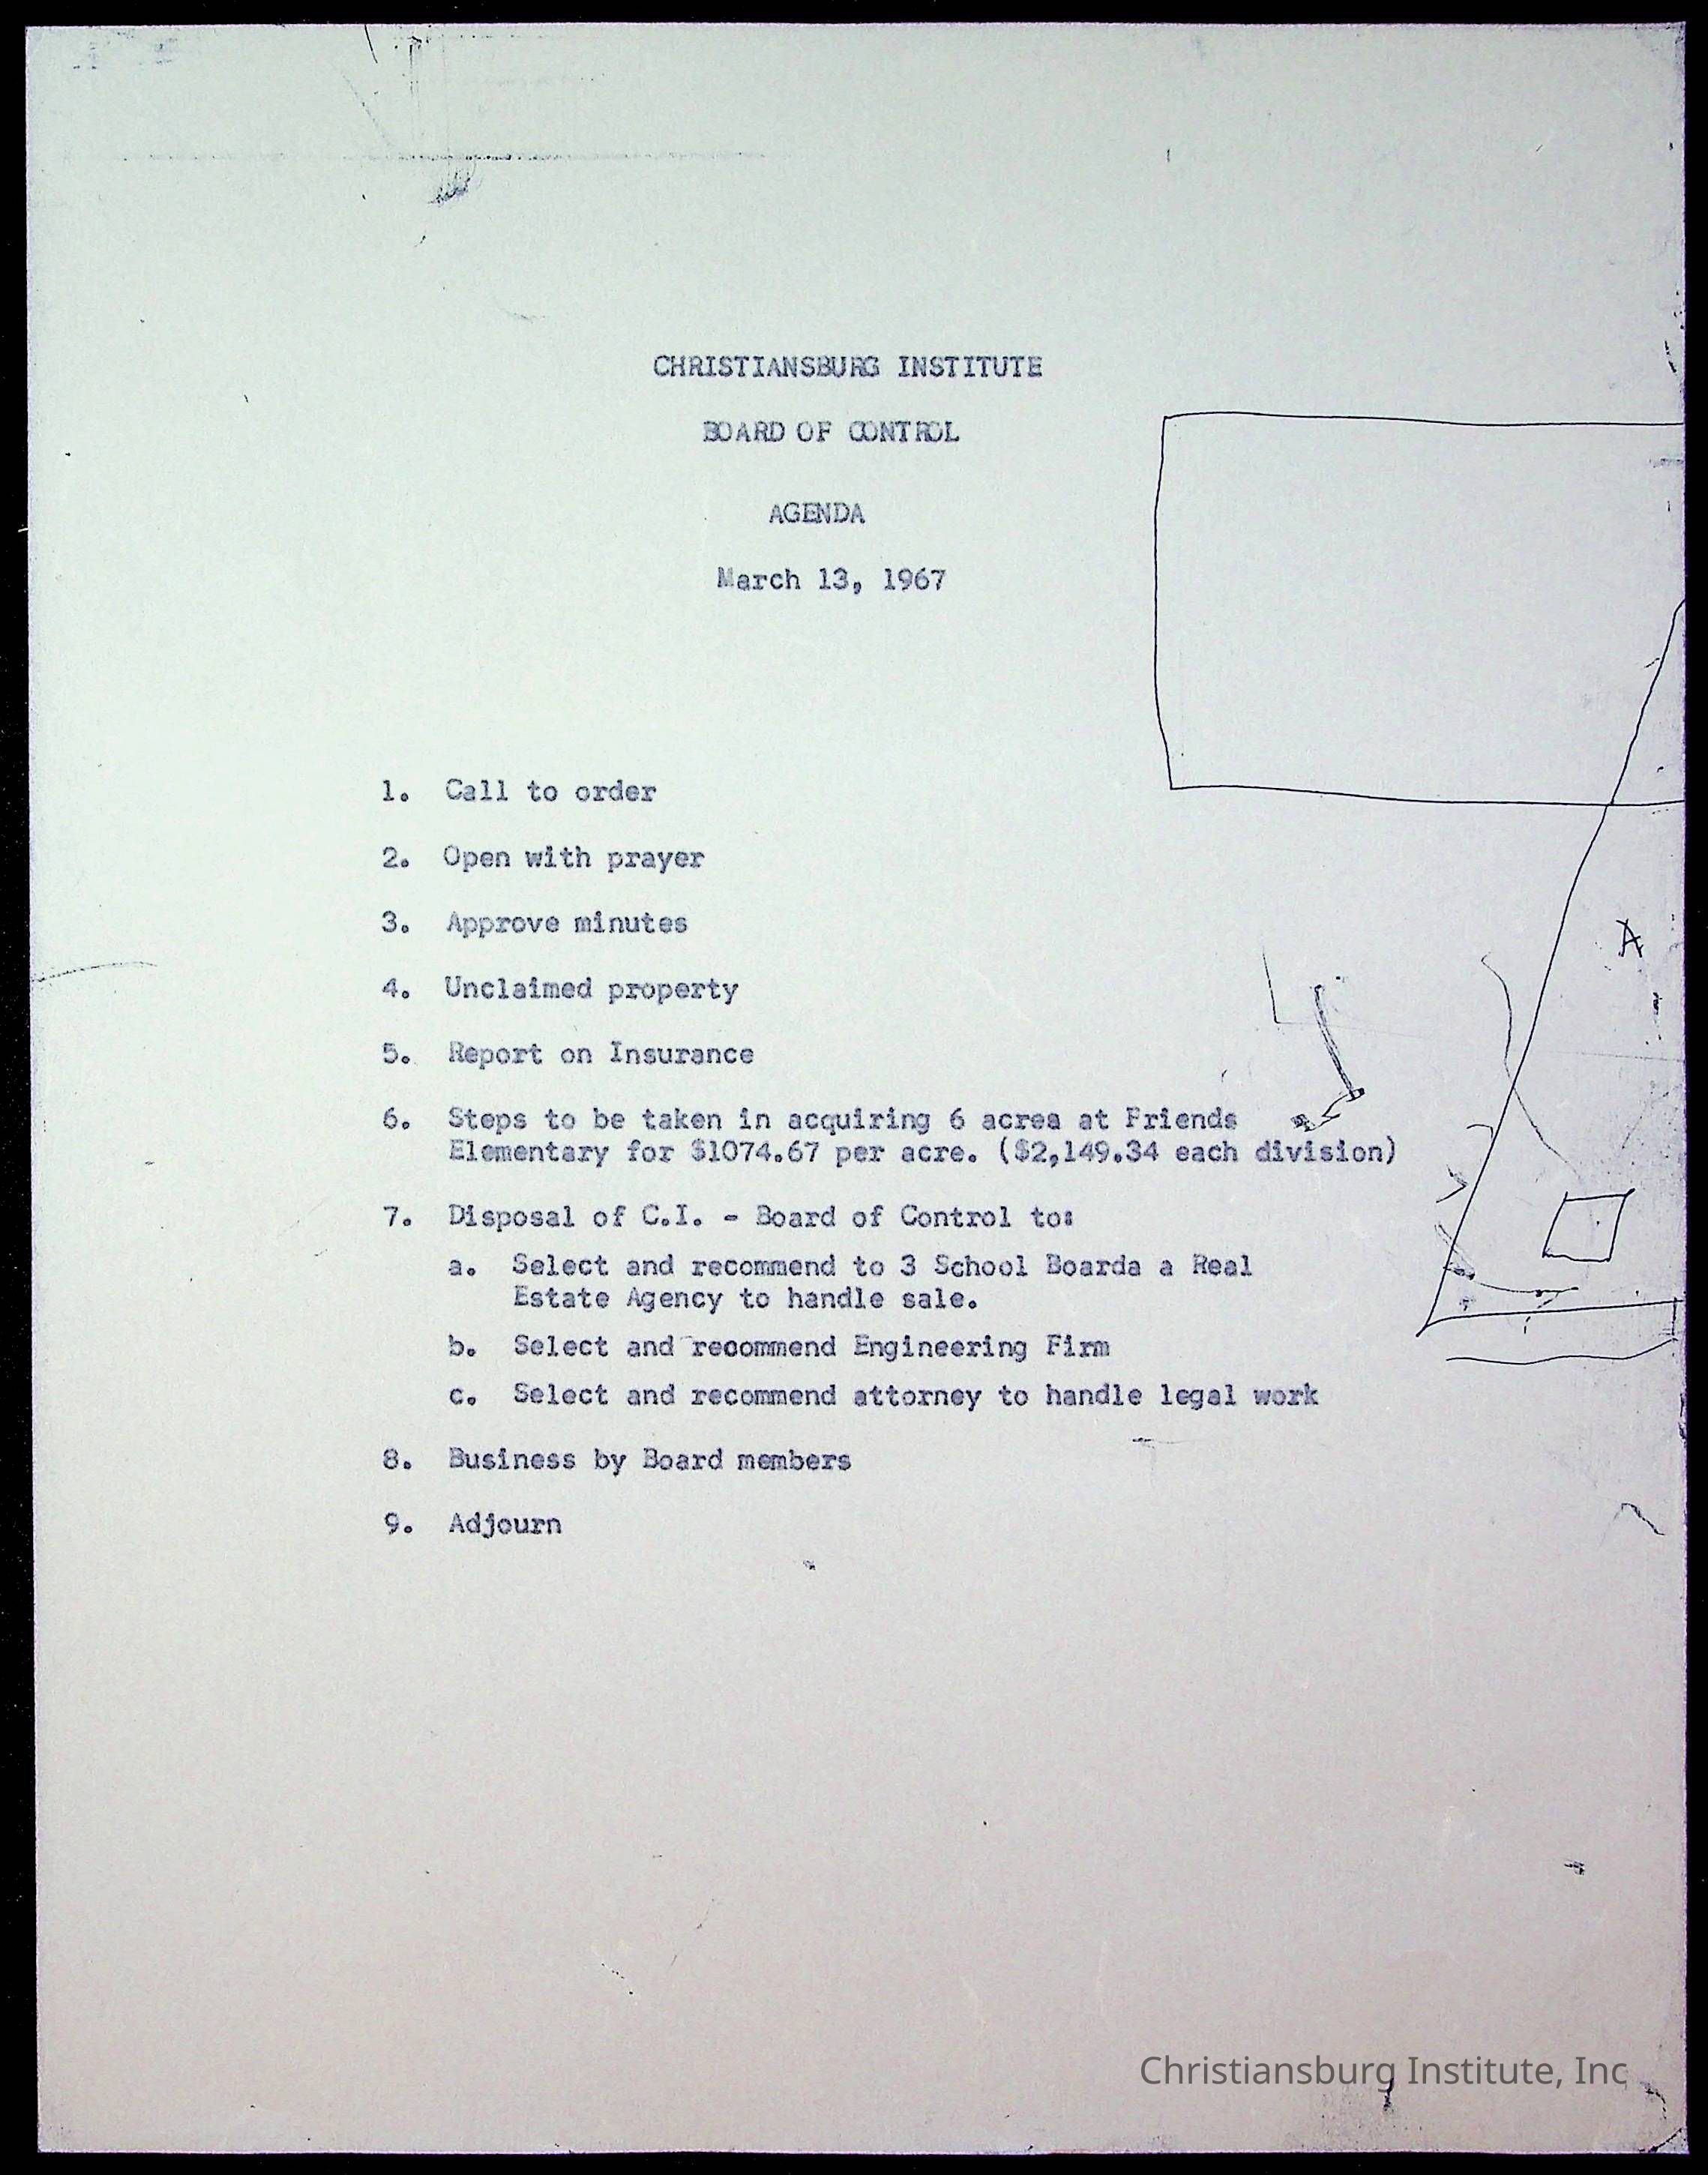 CHRISTIANSBURG INSTITUTE
BOARD OF CONTROL
AGENDA
March 13, 1967
1. Call to order
2. Open with prayer
3. Approve minutes
A
4. Unclaimed property
5. Report on Insurance
6. Steps to be taken in acquiring 6 acres at Friends
Elementary for $1074.67 per acre. ($2,149.34 each division)
7. Disposal of C.I. - Board of Control to:
a. Select and recommend to 3 School Boards a Real
Estate Agency to handle sale.
b. Select and recommend Engineering Firm
c. Select and recommend attorney to handle legal work
8. Business by Board members
9. Adjourn
Christiansburg Institute, Inc